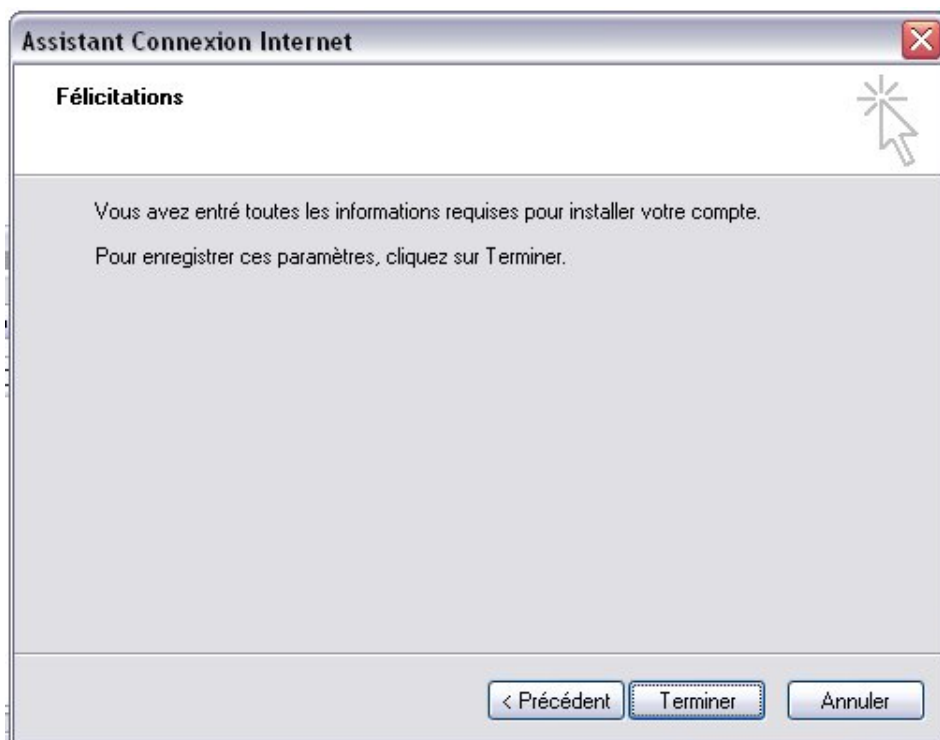 Assistant Connexion Internet
Félicitations
Vous avez entré toutes les informations requises pour installer votre compte.
Pour enregistrer ces paramètres, cliquez sur Terminer.
< Précédent
Terminer
Annuler